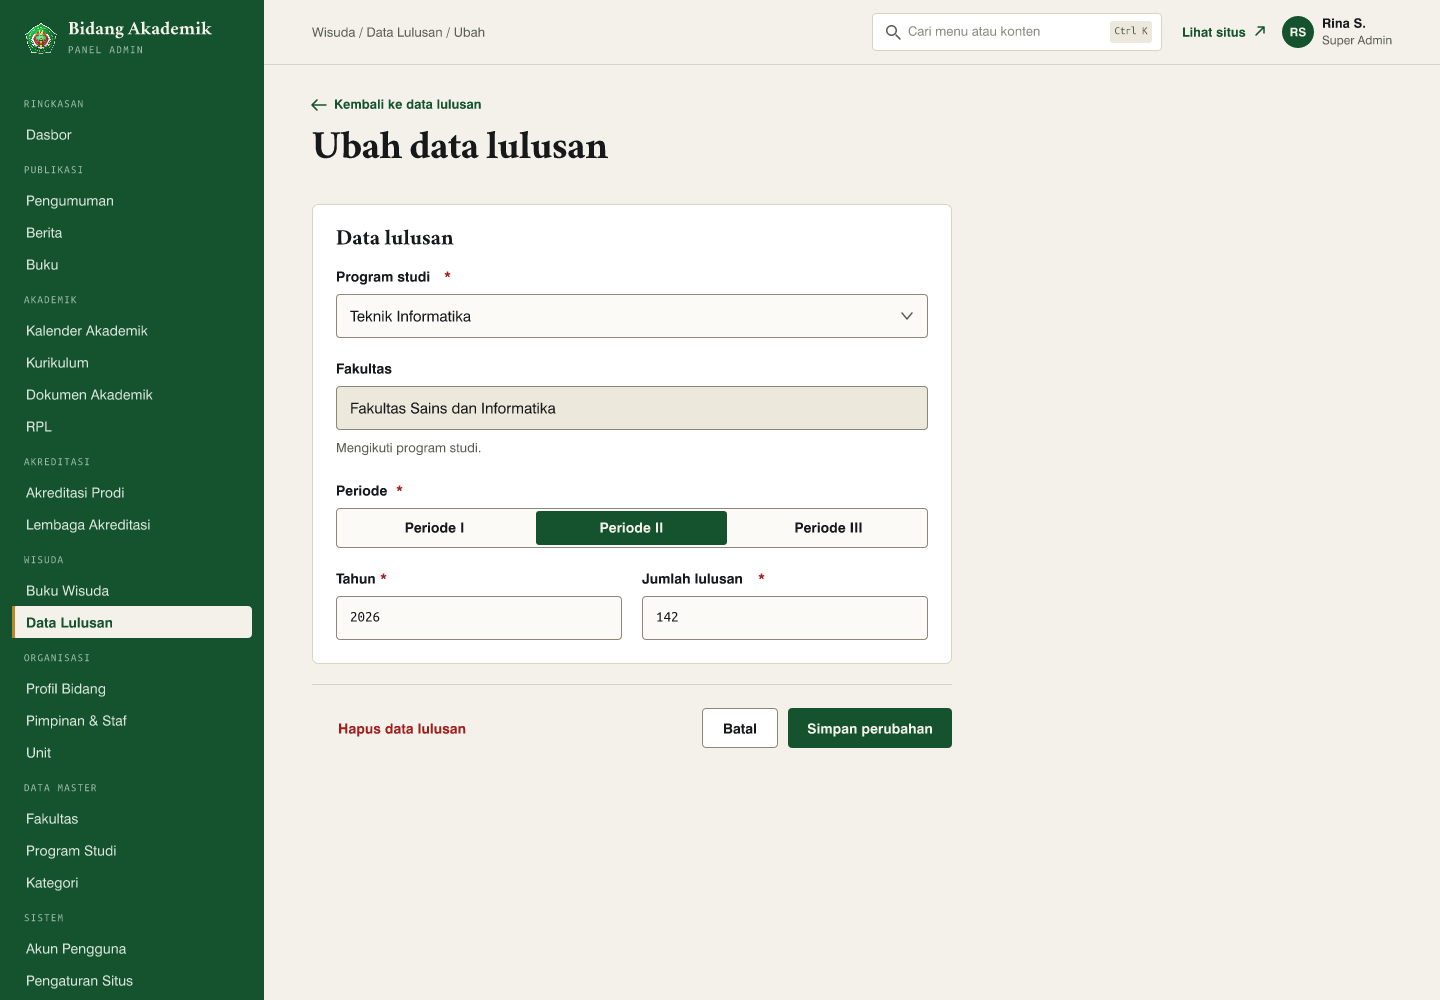 Bidang Akademik
PANEL ADMIN
RINGKASAN
Dasbor
PUBLIKASI
Pengumuman
Berita
Buku
AKADEMIK
Kalender Akademik
Kurikulum
Dokumen Akademik
RPL
AKREDITASI
Akreditasi Prodi
Lembaga Akreditasi
WISUDA
Buku Wisuda
Data Lulusan
ORGANISASI
Profil Bidang
Pimpinan & Staf
Unit
DATA MASTER
Fakultas
Program Studi
Kategori
SISTEM
Akun Pengguna
Pengaturan Situs
Wisuda / Data Lulusan / Ubah
Cari menu atau konten
Ctrl K
Lihat situs
RS
Rina S.
Super Admin
Kembali ke data lulusan
Ubah data lulusan
Data lulusan
Program studi *
Teknik Informatika
Fakultas
Fakultas Sains dan Informatika
Mengikuti program studi.
Periode *
Periode I
Periode II
Periode III
Tahun *
2026
Jumlah lulusan *
142
Hapus data lulusan
Batal
Simpan perubahan